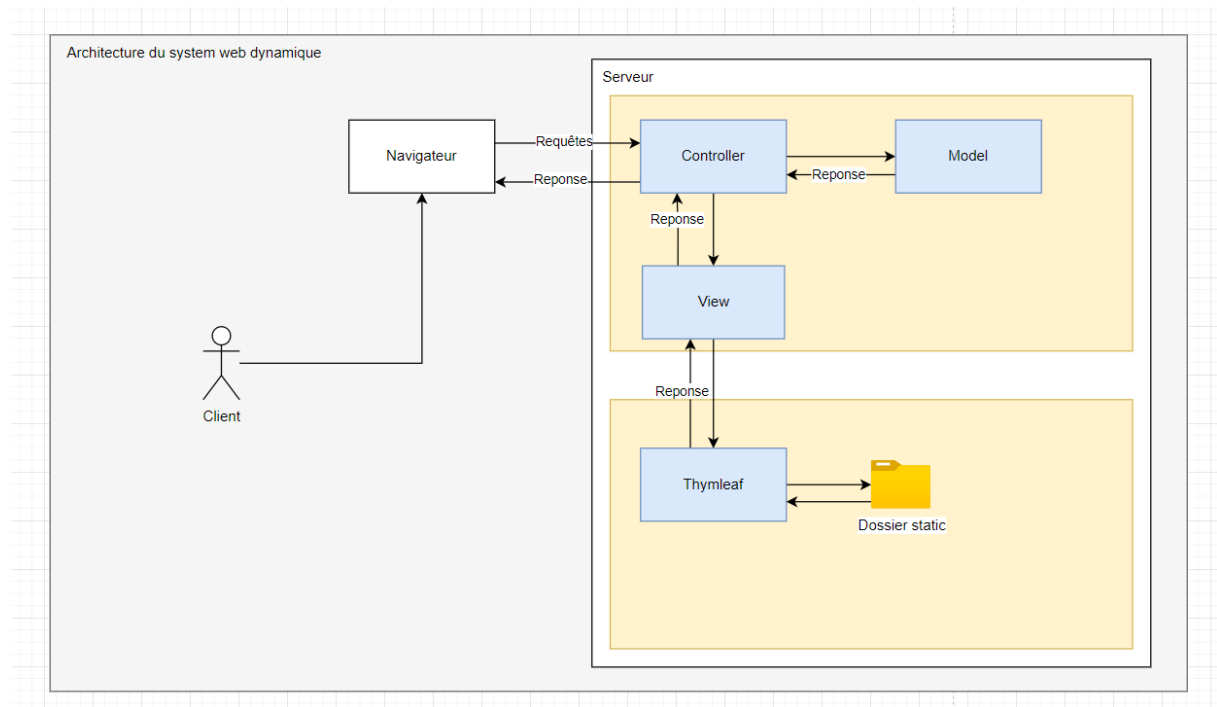 Architecture du system web dynamique
Serveur
Navigateur
Requêtes
Controller
Model
Reponse
Reponse
Reponse
View
Client
Reponse
Thymleaf
Dossier static